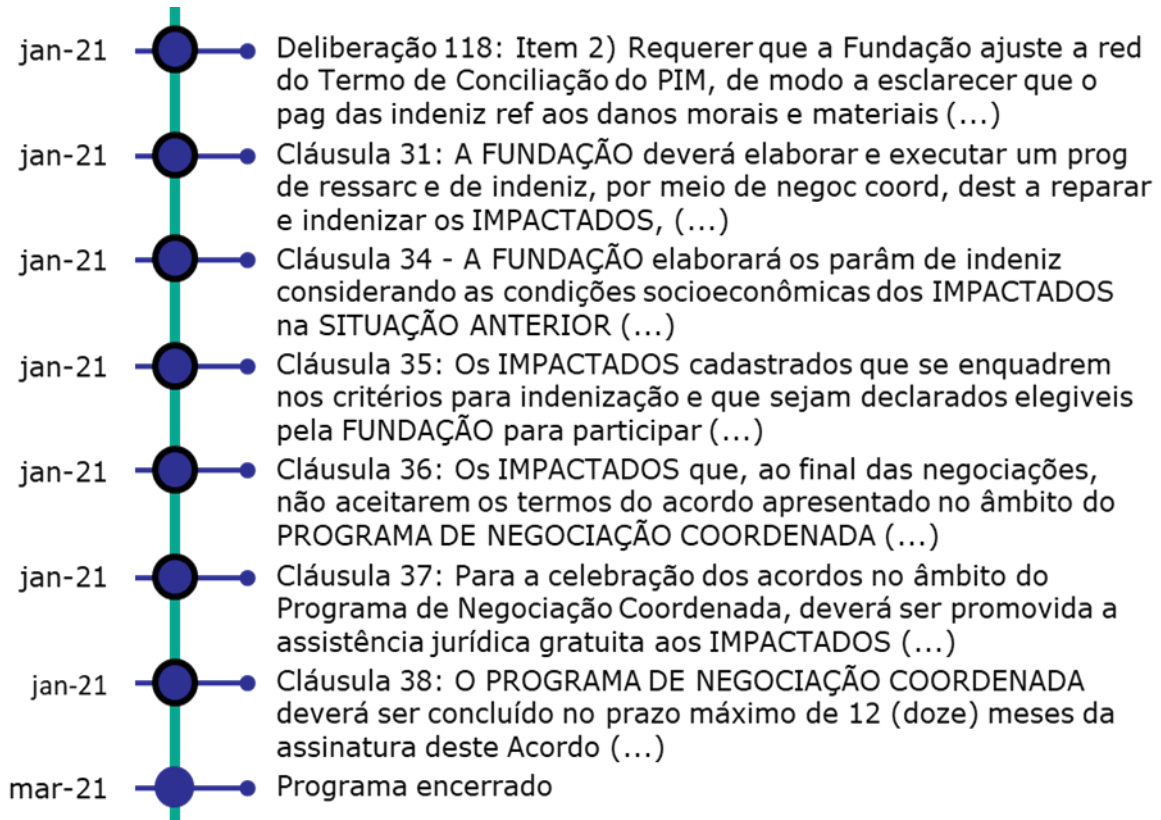 jan-21 Deliberação 118: Item 2) Requerer que a Fundação ajuste a red
do Termo de Conciliação do PIM, de modo a esclarecer que o
pag das indeniz ref aos danos morais e materiais (...)
jan-21 Cláusula 31: A FUNDAÇÃO deverá elaborar e executar um prog
de ressarc e de indeniz, por meio de negoc coord, dest a reparar
e indenizar os IMPACTADOS, (...)
jan-21 Cláusula 34 - A FUNDAÇÃO elaborará os parâm de indeniz
considerando as condições socioeconômicas dos IMPACTADOS
na SITUAÇÃO ANTERIOR (...)
jan-21 Cláusula 35: Os IMPACTADOS cadastrados que se enquadrem
nos critérios para indenização e que sejam declarados elegiveis
pela FUNDAÇÃO para participar (...)
jan-21 Cláusula 36: Os IMPACTADOS que, ao final das negociações,
não aceitarem os termos do acordo apresentado no âmbito do
PROGRAMA DE NEGOCIAÇÃO COORDENADA (...)
jan-21 Cláusula 37: Para a celebração dos acordos no âmbito do
Programa de Negociação Coordenada, deverá ser promovida a
assistência jurídica gratuita aos IMPACTADOS (...)
jan-21 Cláusula 38: O PROGRAMA DE NEGOCIAÇÃO COORDENADA
deverá ser concluído no prazo máximo de 12 (doze) meses da
assinatura deste Acordo (...)
mar-21 Programa encerrado